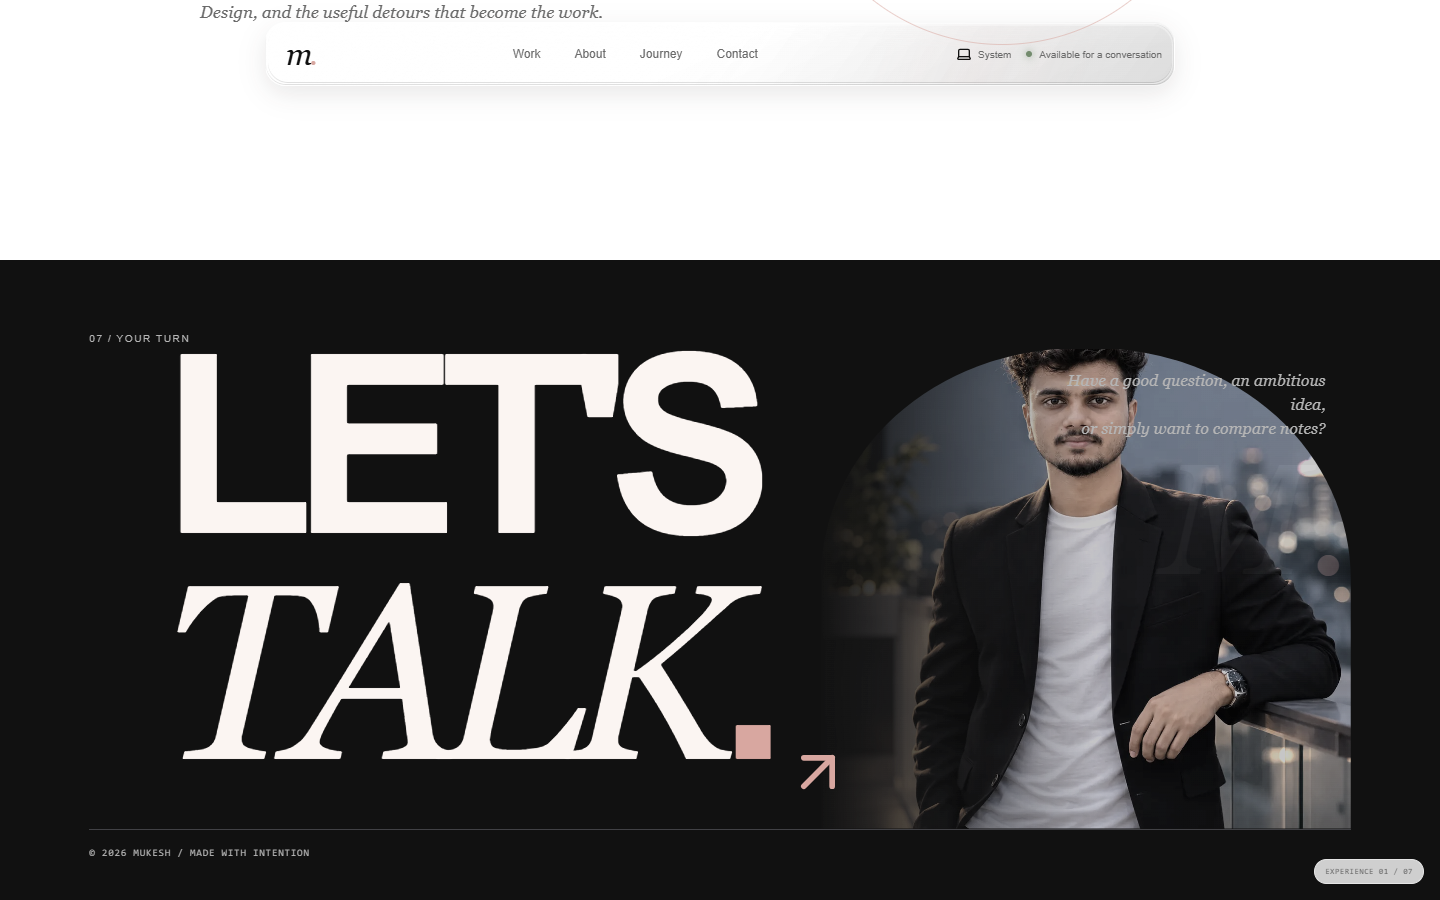 Design, and the useful detours that become the work.
m.
Work
About
Journey
Contact
System
Available for a conversation
07 / YOUR TURN
LET'S
TALK.
Have a good question, an ambitious
idea,
or simply want to compare notes?
M
© 2026 MUKESH / MADE WITH INTENTION
EXPERIENCE 01 / 07